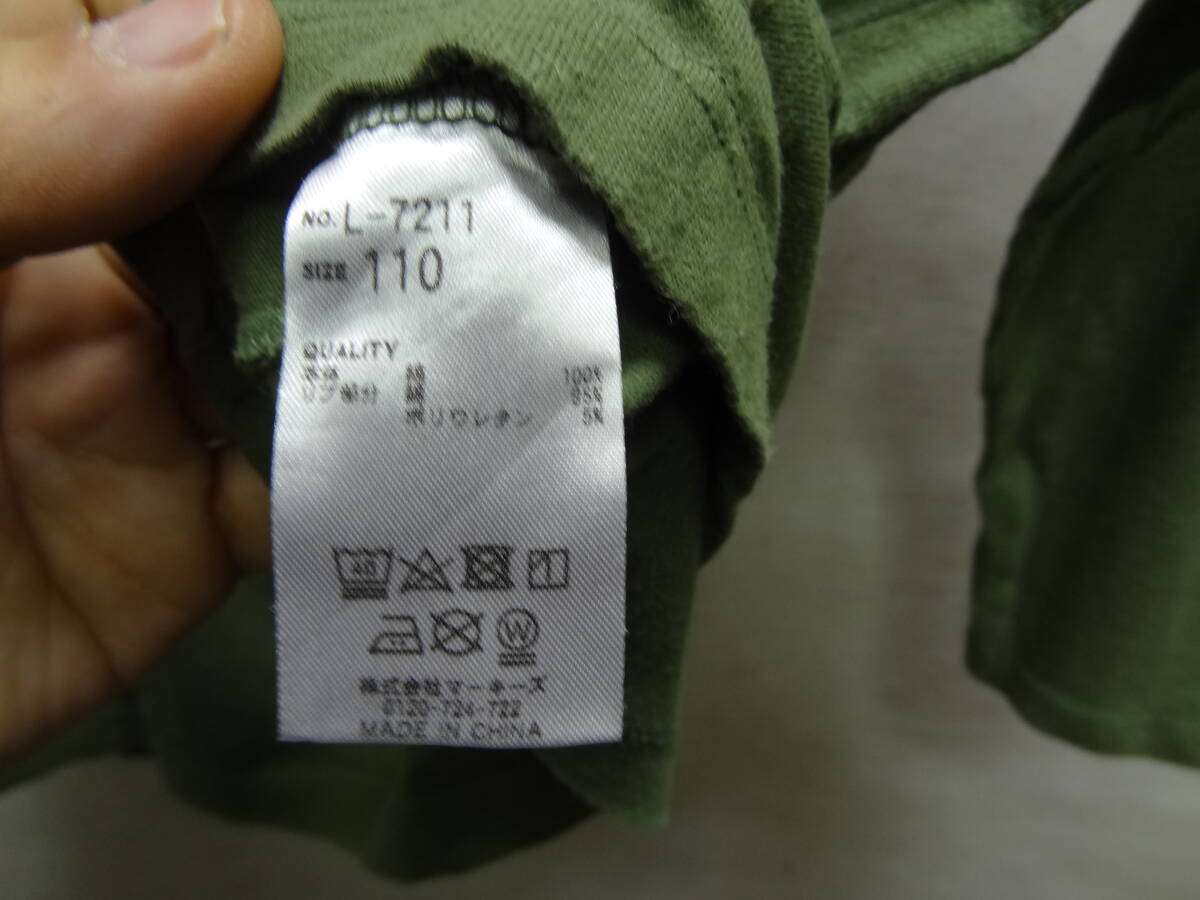 NO. L-7211
SIZE 110
QUALITY
本体 綿 100%
リブ部分 綿 95%
ポリウレタン 5%
40
W
株式会社マーキーズ
0120-724-722
MADE IN CHINA